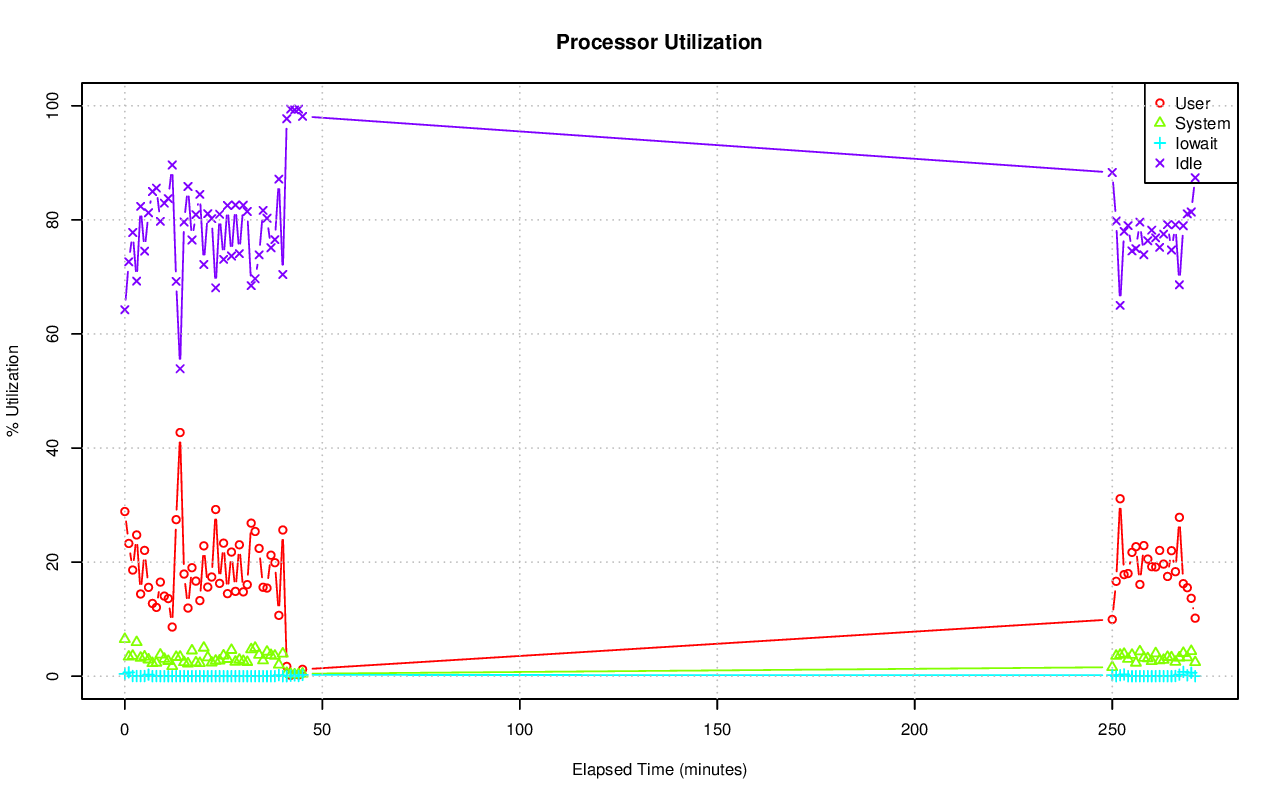 Processor Utilization
User
System
Iowait
Idle
% Utilization
100
80
60
40
20
0
0 50 100 150 200 250
Elapsed Time (minutes)